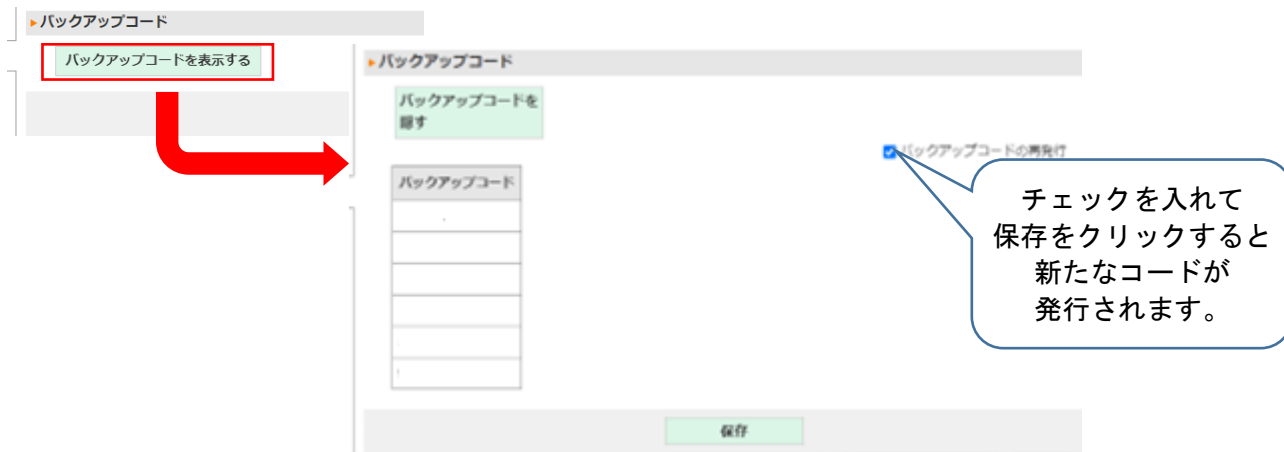 バックアップコード
バックアップコードを表示する
バックアップコード
バックアップコードを
隠す
バックアップコードの再発行
バックアップコード
保存
チェックを入れて
保存をクリックすると
新たなコードが
発行されます。